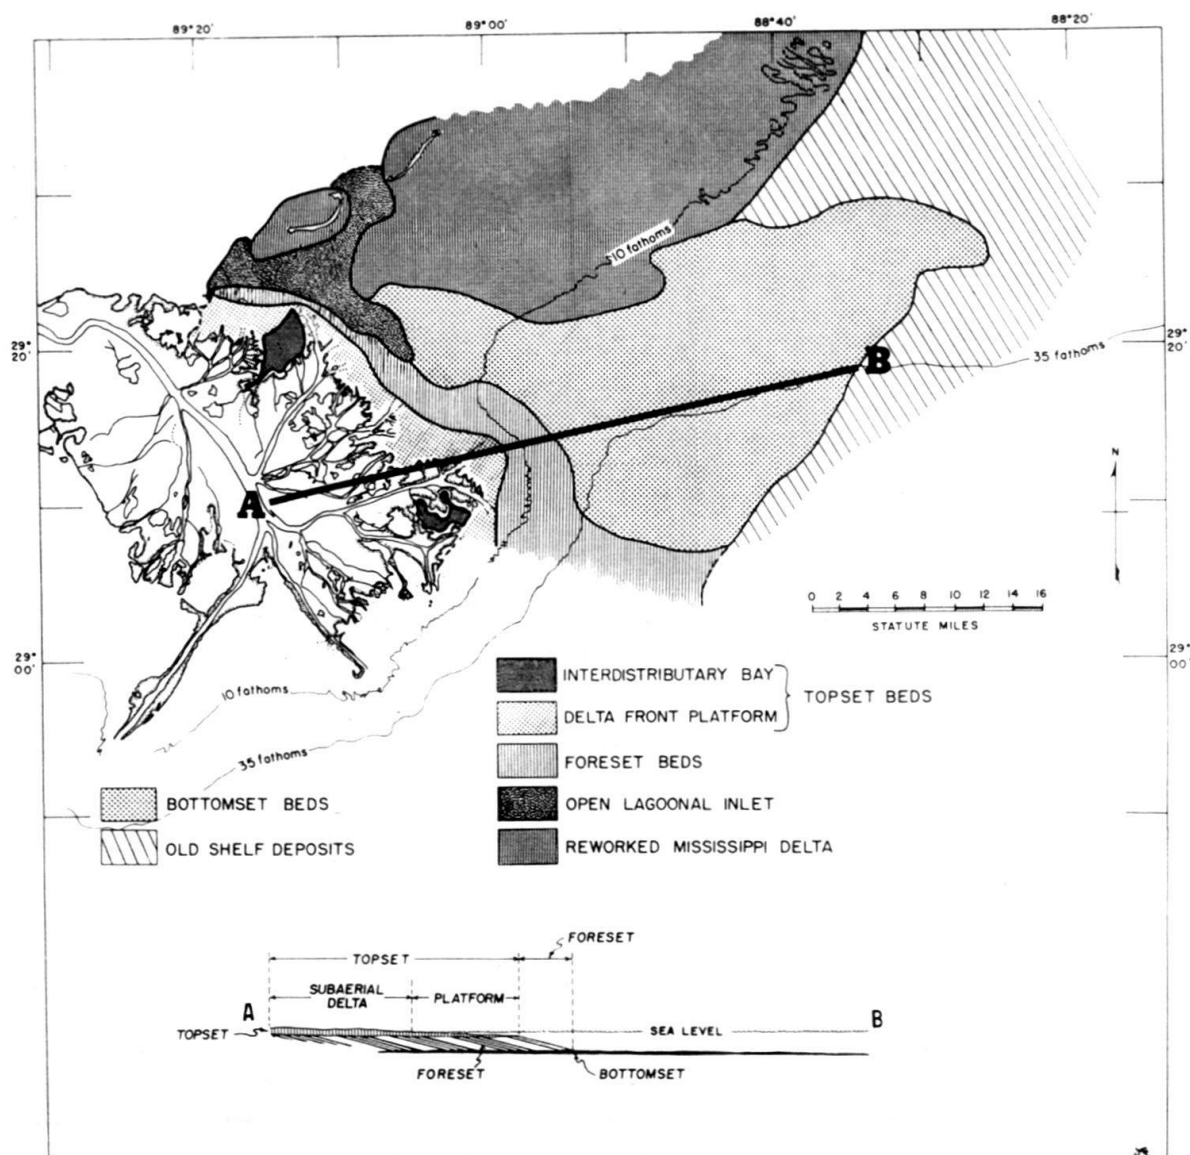 89°20'
89°00'
88°40'
88°20'
10 fathoms
29°
20'
29°
20'
35 fathoms
B
A
N
0 2 4 6 8 10 12 14 16
STATUTE MILES
29°
00'
29°
00'
10 fathoms
35 fathoms
INTERDISTRIBUTARY BAY
DELTA FRONT PLATFORM
TOPSET BEDS
FORESET BEDS
BOTTOMSET BEDS
OPEN LAGOONAL INLET
OLD SHELF DEPOSITS
REWORKED MISSISSIPPI DELTA
FORESET
TOPSET
SUBAERIAL
DELTA
PLATFORM
A
B
TOPSET
SEA LEVEL
FORESET
BOTTOMSET